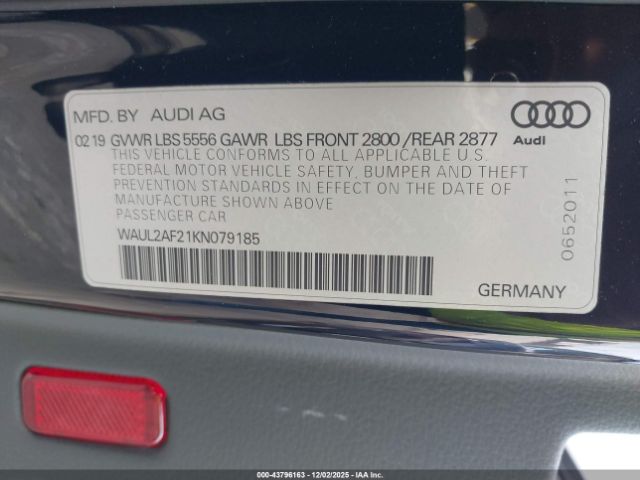 MFD. BY AUDI AG
02 19 GVWR LBS 5556 GAWR LBS FRONT 2800 /REAR 2877
THIS VEHICLE CONFORMS TO ALL APPLICABLE U.S.
FEDERAL MOTOR VEHICLE SAFETY, BUMPER AND THEFT
PREVENTION STANDARDS IN EFFECT ON THE DATE OF
MANUFACTURE SHOWN ABOVE
PASSENGER CAR
WAUL2AF21KN079185
Audi
0652011
GERMANY
000-43796163 - 12/02/2025 - IAAI.COM